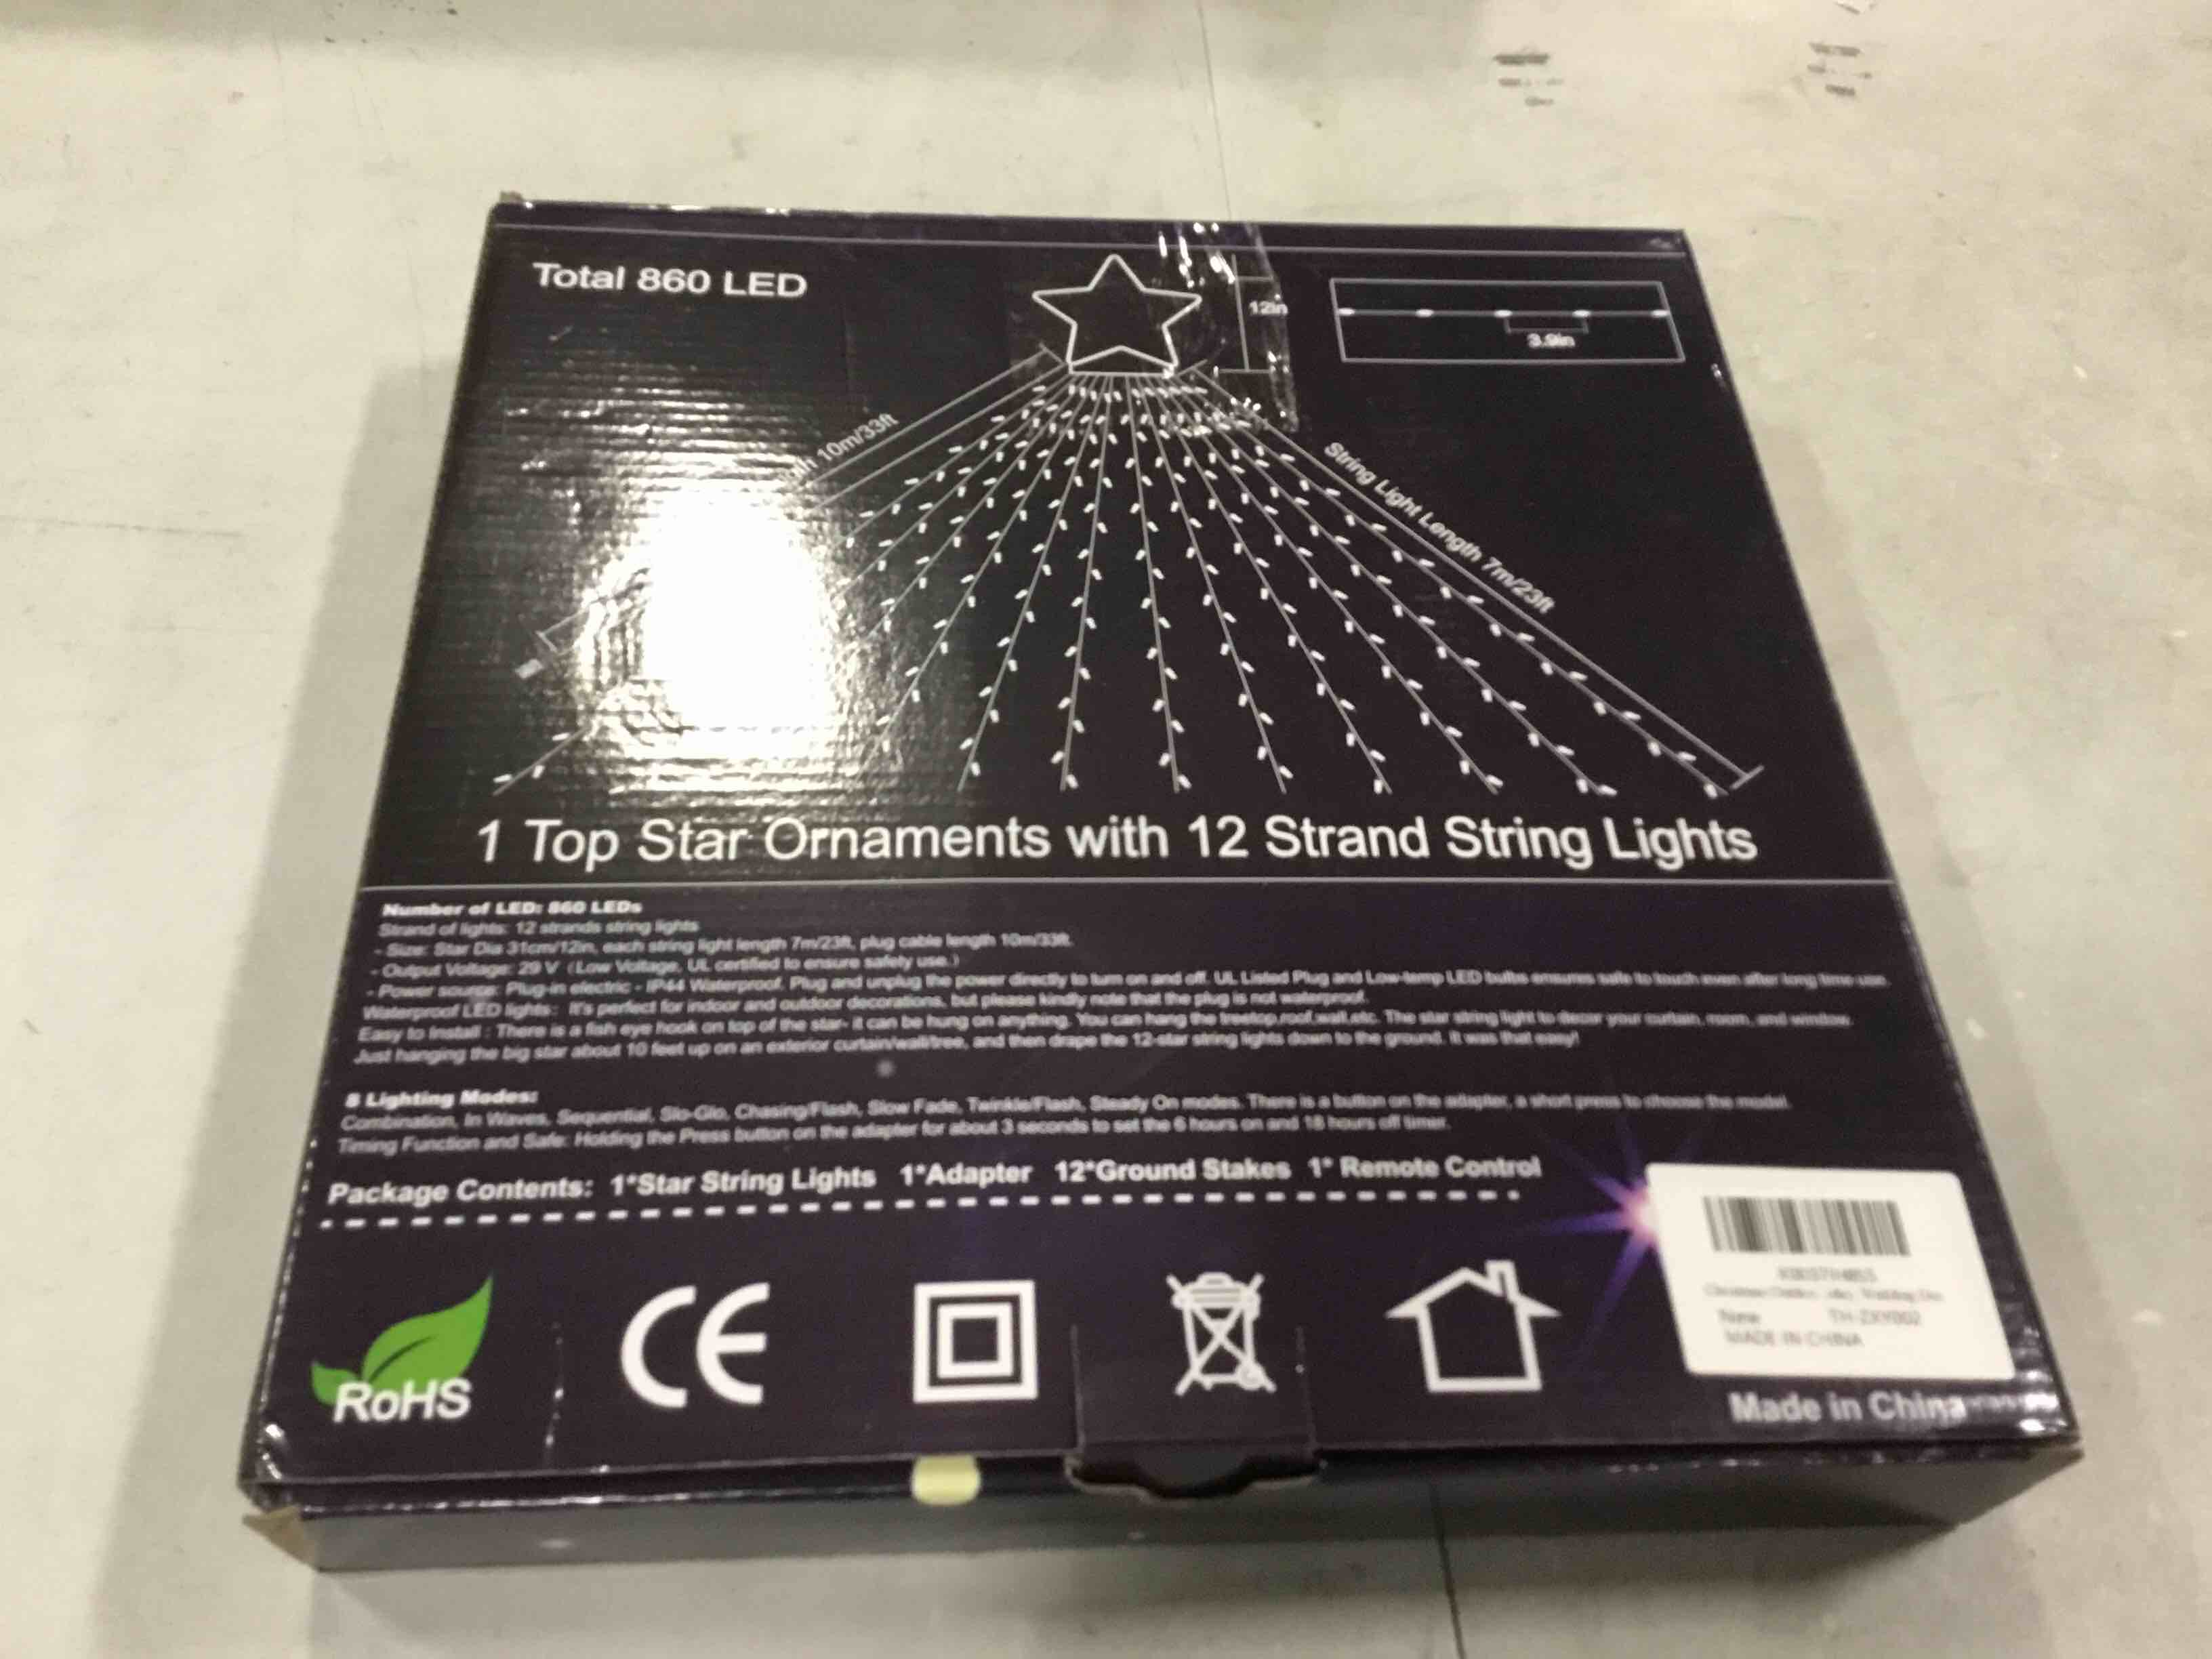 Total 860 LED
12in
3.9in
10m/33ft
String Light Length 7m/23ft
1 Top Star Ornaments with 12 Strand String Lights
Number of LED: 860 LEDs
Strand of lights: 12 strands string lights
- Size: Star Dia 31cm/12in, each string light length 7m/23ft, plug cable length 10m/33ft.
- Output Voltage: 29 V (Low Voltage, UL certified to ensure safety use.)
- Power source: Plug-in electric - IP44 Waterproof. Plug and unplug the power directly to turn on and off. UL Listed Plug and Low-temp LED bulbs ensures safe to touch even after long time use.
Waterproof LED lights: It's perfect for indoor and outdoor decorations, but please kindly note that the plug is not waterproof.
Easy to Install : There is a fish eye hook on top of the star- it can be hung on anything. You can hang the treetop,roof,wall,etc. The star string light to decor your curtain, room, and window.
Just hanging the big star about 10 feet up on an exterior curtain/wall/tree, and then drape the 12-star string lights down to the ground. It was that easy!
8 Lighting Modes:
Combination, In Waves, Sequential, Slo-Glo, Chasing/Flash, Slow Fade, Twinkle/Flash, Steady On modes. There is a button on the adapter, a short press to choose the model.
Timing Function and Safe: Holding the Press button on the adapter for about 3 seconds to set the 6 hours on and 18 hours off timer.
Package Contents: 1*Star String Lights 1*Adapter 12*Ground Stakes 1* Remote Control
RoHS
CE
New TH-ZXY002
MADE IN CHINA
Made in China